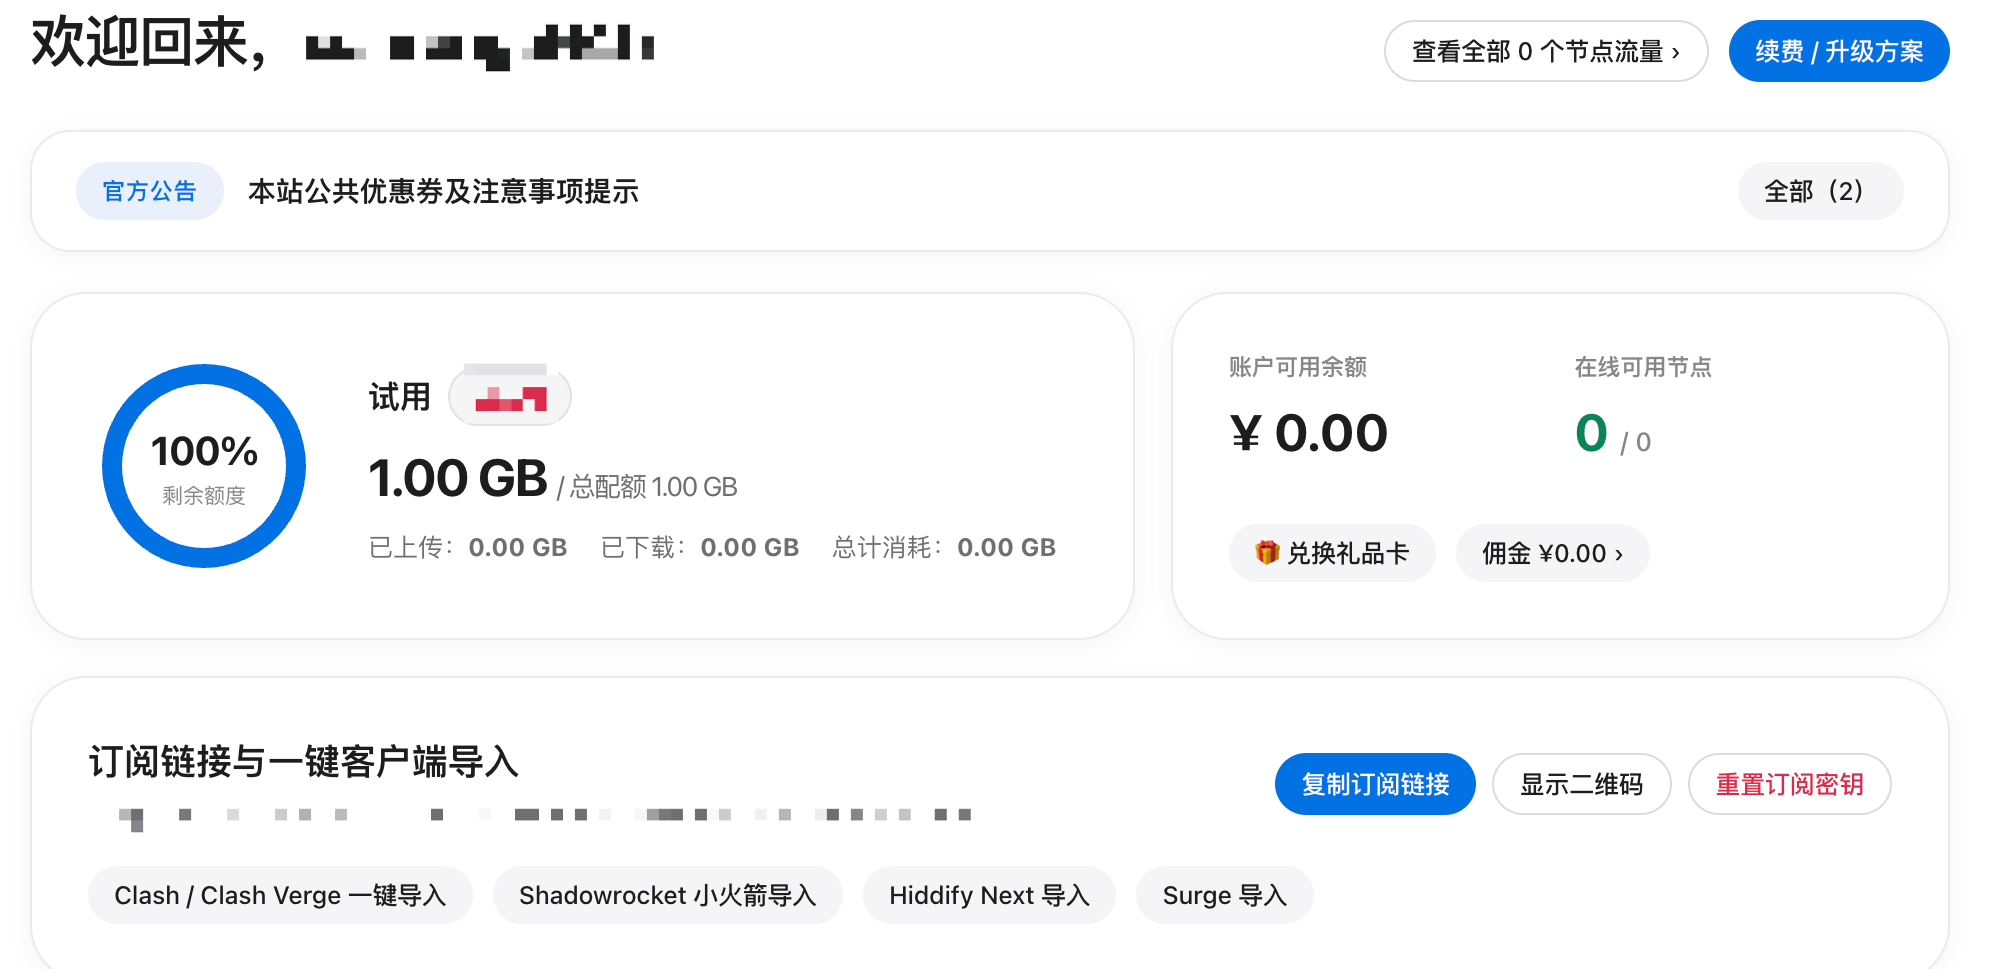 欢迎回来，
查看全部 0 个节点流量 ›
续费 / 升级方案
官方公告
本站公共优惠券及注意事项提示
全部（2）
100%
剩余额度
试用
1.00 GB / 总配额 1.00 GB
已上传：0.00 GB 已下载：0.00 GB 总计消耗：0.00 GB
账户可用余额
¥ 0.00
在线可用节点
0 / 0
兑换礼品卡
佣金 ¥0.00 ›
订阅链接与一键客户端导入
复制订阅链接
显示二维码
重置订阅密钥
Clash / Clash Verge 一键导入
Shadowrocket 小火箭导入
Hiddify Next 导入
Surge 导入